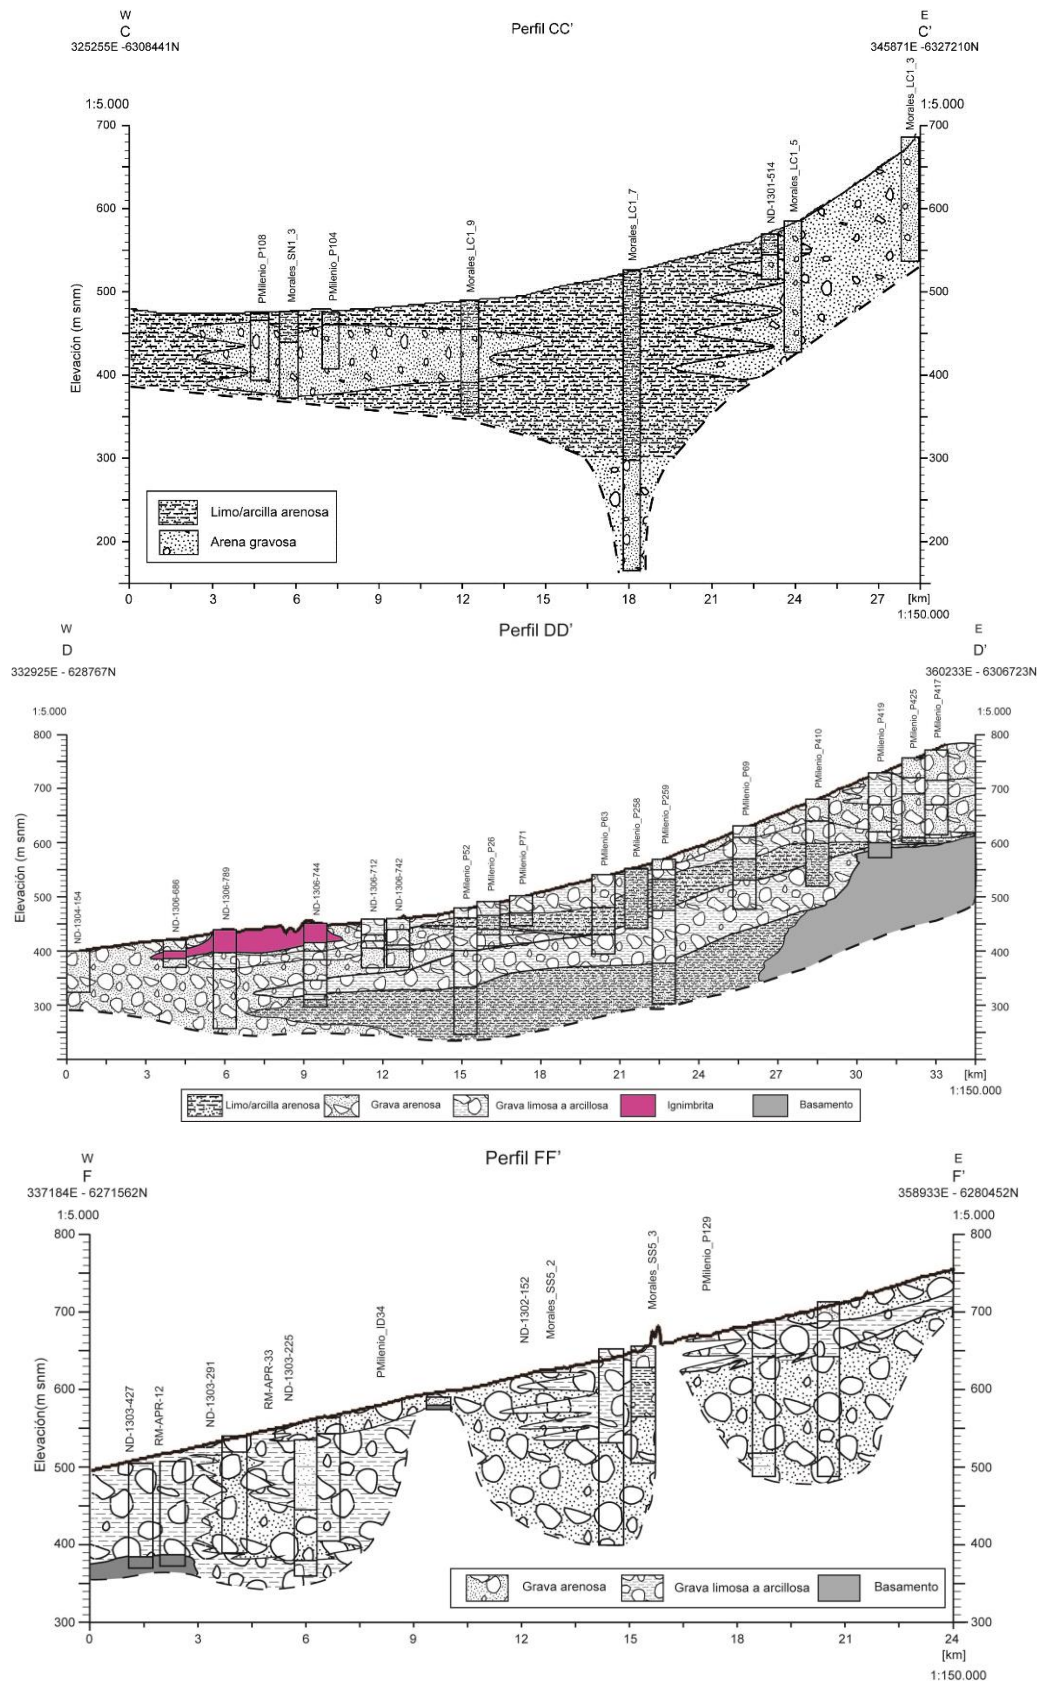 W
C
325255E -6308441N
Perfil CC'
E
C'
345871E -6327210N
1:5.000
1:5.000
Elevación (m snm)
700
600
500
400
300
200
700
600
500
400
300
200
PMilenio_P108
Morales_SN1_3
PMilenio_P104
Morales_LC1_9
Morales_LC1_7
ND-1301-514
Morales_LC1_5
Morales_LC1_3
Limo/arcilla arenosa
Arena gravosa
0 3 6 9 12 15 18 21 24 27 [km]
1:150.000
W
D
332925E - 628767N
Perfil DD'
E
D'
360233E - 6306723N
1:5.000
1:5.000
Elevación (m snm)
800
700
600
500
400
300
800
700
600
500
400
300
ND-1304-154
ND-1306-686
ND-1306-789
ND-1306-744
ND-1306-712
ND-1306-742
PMilenio_P52
PMilenio_P26
PMilenio_P71
PMilenio_P63
PMilenio_P258
PMilenio_P259
PMilenio_P69
PMilenio_P410
PMilenio_P419
PMilenio_P425
PMilenio_P417
0 3 6 9 12 15 18 21 24 27 30 33 [km]
1:150.000
Limo/arcilla arenosa Grava arenosa Grava limosa a arcillosa Ignimbrita Basamento
W
F
337184E - 6271562N
Perfil FF'
E
F'
358933E - 6280452N
1:5.000
1:5.000
Elevación(m snm)
800
700
600
500
400
300
800
700
600
500
400
300
ND-1303-427
RM-APR-12
ND-1303-291
RM-APR-33
ND-1303-225
PMilenio_ID34
ND-1302-152
Morales_SS5_2
Morales_SS5_3
PMilenio_P129
Grava arenosa Grava limosa a arcillosa Basamento
0 3 6 9 12 15 18 21 24
[km]
1:150.000